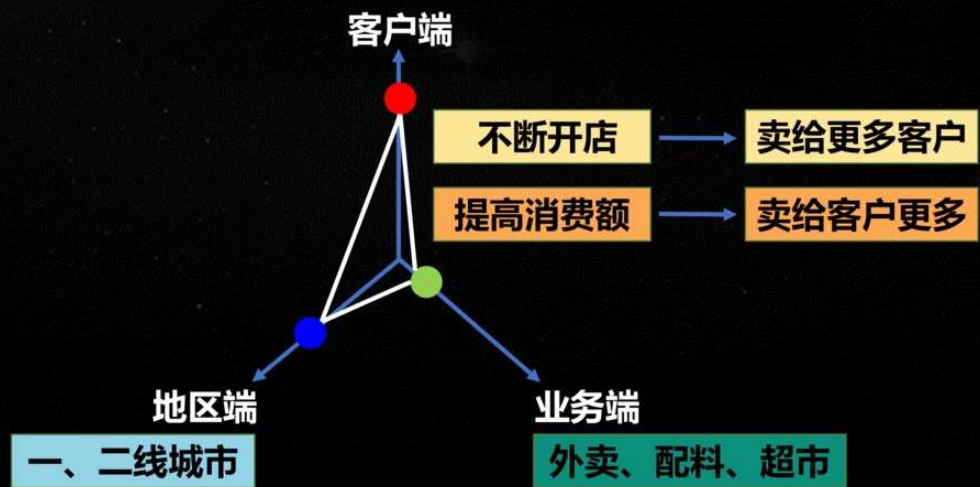 客户端
不断开店
卖给更多客户
提高消费额
卖给客户更多
地区端
业务端
一、二线城市
外卖、配料、超市